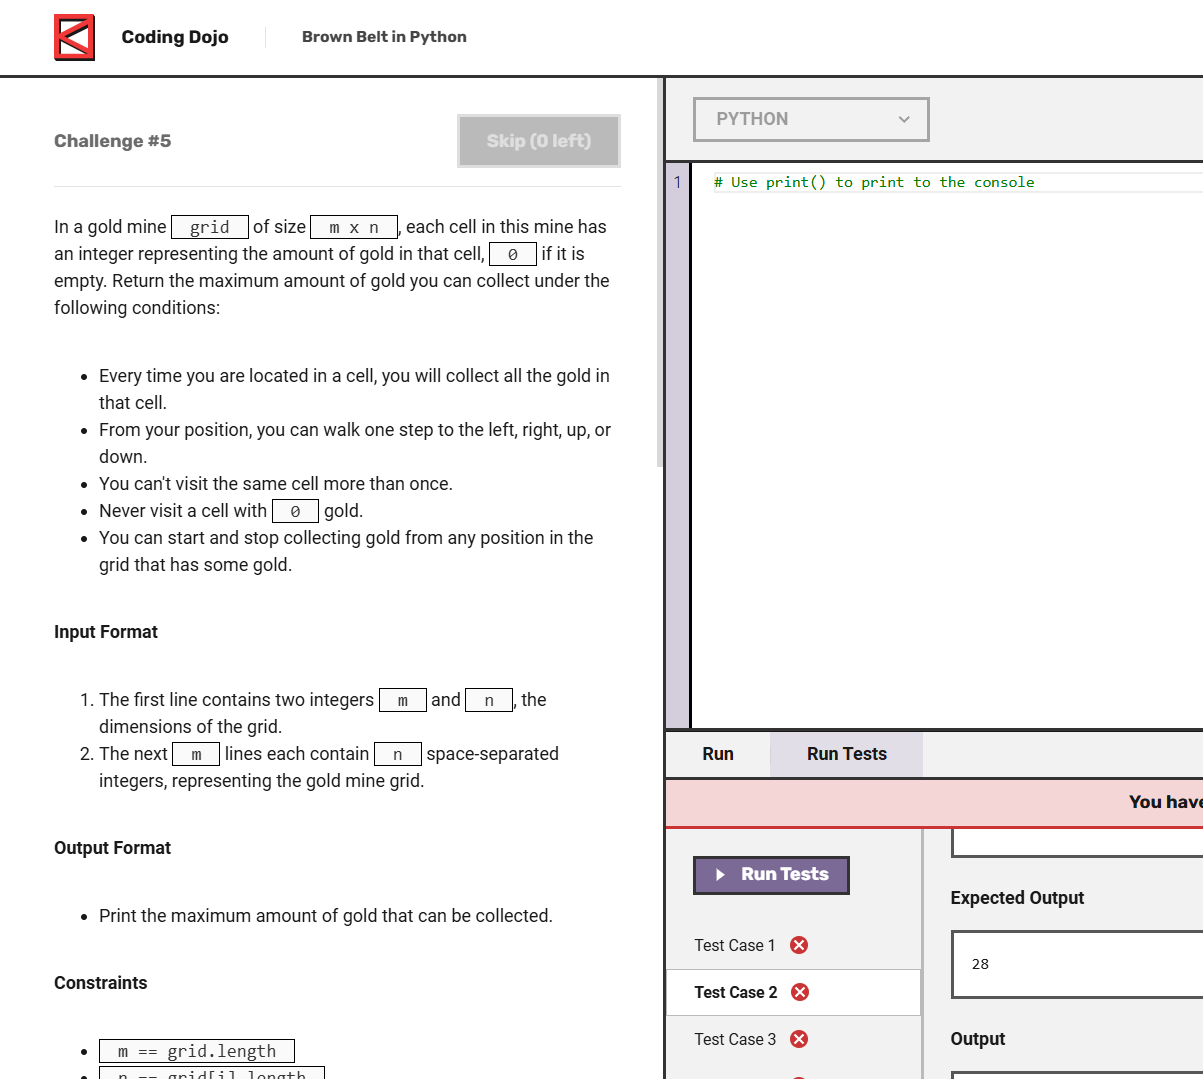 Coding Dojo
Brown Belt in Python
Challenge #5
Skip (0 left)
In a gold mine grid of size m x n, each cell in this mine has
an integer representing the amount of gold in that cell, 0 if it is
empty. Return the maximum amount of gold you can collect under the
following conditions:
• Every time you are located in a cell, you will collect all the gold in
that cell.
• From your position, you can walk one step to the left, right, up, or
down.
• You can't visit the same cell more than once.
• Never visit a cell with 0 gold.
• You can start and stop collecting gold from any position in the
grid that has some gold.
Input Format
1. The first line contains two integers m and n, the
dimensions of the grid.
2. The next m lines each contain n space-separated
integers, representing the gold mine grid.
Output Format
• Print the maximum amount of gold that can be collected.
Constraints
• m == grid.length
• n == grid[i].length
PYTHON
1 # Use print() to print to the console
Run
Run Tests
You have
Run Tests
Test Case 1
Test Case 2
Test Case 3
Expected Output
28
Output